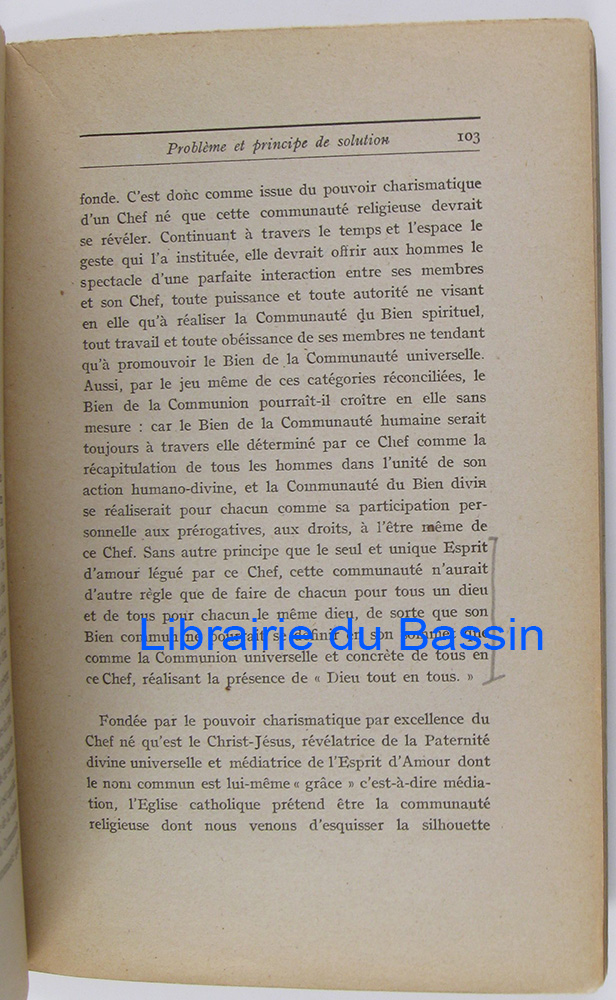 Problème et principe de solution 103
fonde. C'est donc comme issue du pouvoir charismatique
d'un Chef né que cette communauté religieuse devrait
se révéler. Continuant à travers le temps et l'espace le
geste qui l'a instituée, elle devrait offrir aux hommes le
spectacle d'une parfaite interaction entre ses membres
et son Chef, toute puissance et toute autorité ne visant
en elle qu'à réaliser la Communauté du Bien spirituel,
tout travail et toute obéissance de ses membres ne tendant
qu'à promouvoir le Bien de la Communauté universelle.
Aussi, par le jeu même de ces catégories réconciliées, le
Bien de la Communion pourrait-il croître en elle sans
mesure : car le Bien de la Communauté humaine serait
toujours à travers elle déterminé par ce Chef comme la
récapitulation de tous les hommes dans l'unité de son
action humano-divine, et la Communauté du Bien divin
se réaliserait pour chacun comme sa participation per-
sonnelle aux prérogatives, aux droits, à l'être même de
ce Chef. Sans autre principe que le seul et unique Esprit
d'amour légué par ce Chef, cette communauté n'aurait
d'autre règle que de faire de chacun pour tous un dieu
et de tous pour chacun le même dieu, de sorte que son
Bien commun ne pourrait se définir en son sommet que
Librairie du Bassin
comme la Communion universelle et concrète de tous en
ce Chef, réalisant la présence de « Dieu tout en tous. »
Fondée par le pouvoir charismatique par excellence du
Chef né qu'est le Christ-Jésus, révélatrice de la Paternité
divine universelle et médiatrice de l'Esprit d'Amour dont
le nom commun est lui-même « grâce » c'est-à-dire média-
tion, l'Eglise catholique prétend être la communauté
religieuse dont nous venons d'esquisser la silhouette